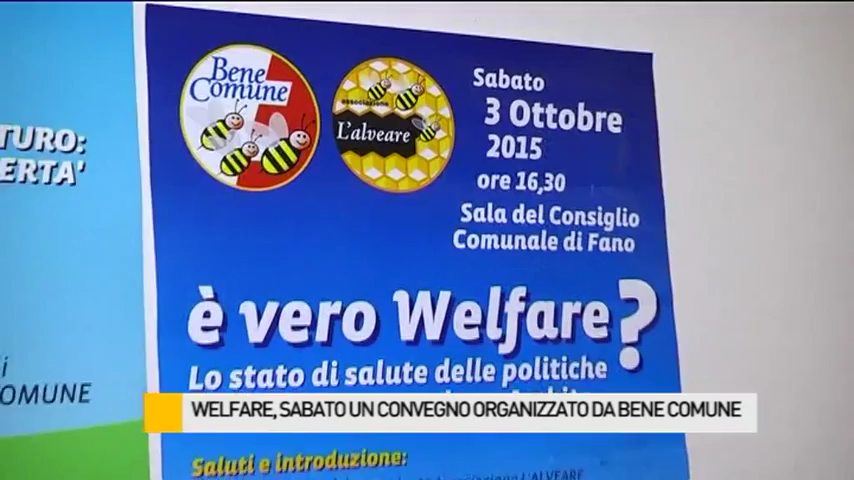 TURO:
ERTA'
i
OMUNE
Bene
Comune
associazione
L'alveare
Sabato
3 Ottobre
2015
ore 16,30
Sala del Consiglio
Comunale di Fano
è vero Welfare?
Lo stato di salute delle politiche
WELFARE, SABATO UN CONVEGNO ORGANIZZATO DA BENE COMUNE
Saluti e introduzione:
L'ALVEARE